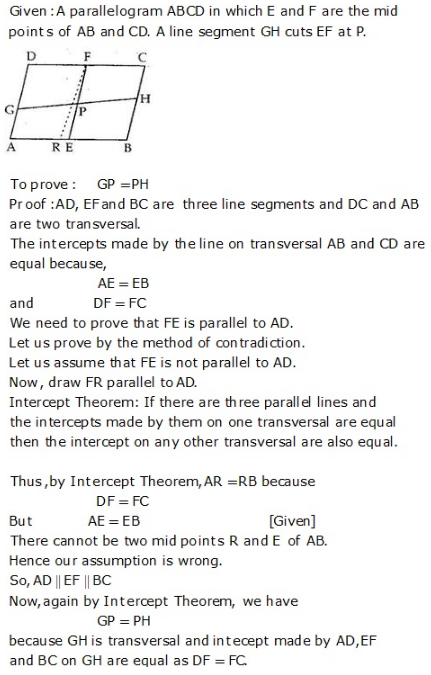 Given : A parallelogram ABCD in which E and F are the mid
points of AB and CD. A line segment GH cuts EF at P.
D F C
G H
P
A R E B
To prove : GP =PH
Proof :AD, EFand BC are three line segments and DC and AB
are two transversal.
The intercepts made by the line on transversal AB and CD are
equal because,
AE = EB
and DF = FC
We need to prove that FE is parallel to AD.
Let us prove by the method of contradiction.
Let us assume that FE is not parallel to AD.
Now, draw FR parallel to AD.
Intercept Theorem: If there are three parallel lines and
the intercepts made by them on one transversal are equal
then the intercept on any other transversal are also equal.
Thus,by Intercept Theorem, AR =RB because
DF = FC
But AE = EB [Given]
There cannot be two mid points R and E of AB.
Hence our assumption is wrong.
So, AD || EF || BC
Now,again by Intercept Theorem, we have
GP = PH
because GH is transversal and intecept made by AD,EF
and BC on GH are equal as DF = FC.